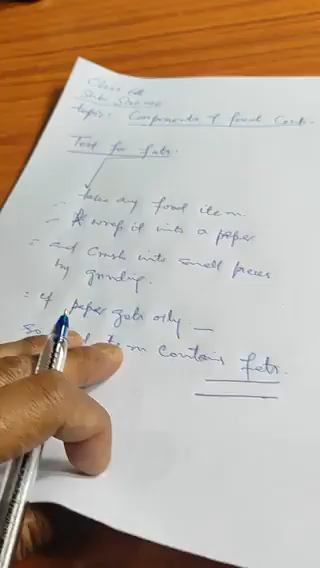 Class 6th
Sub: Science
topic: Components of food Cont.
Test for fats.
- take any food item.
- wrap it into a paper
= and Crush into small pieces
by grinding.
= if paper gets oily —
So item contains fats.